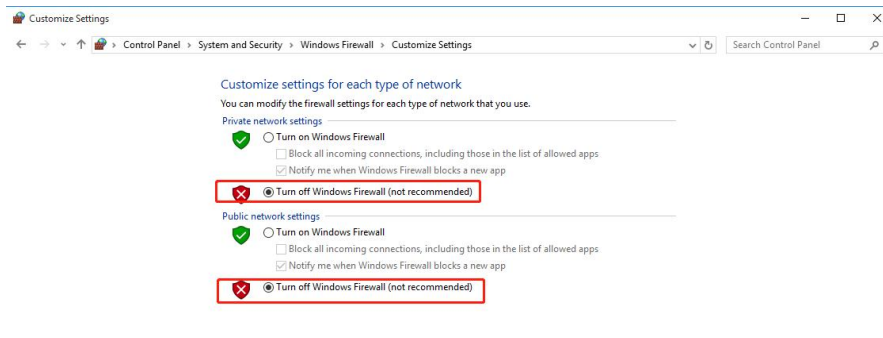 Customize Settings
Control Panel › System and Security › Windows Firewall › Customize Settings
Search Control Panel
Customize settings for each type of network
You can modify the firewall settings for each type of network that you use.
Private network settings
Turn on Windows Firewall
Block all incoming connections, including those in the list of allowed apps
Notify me when Windows Firewall blocks a new app
Turn off Windows Firewall (not recommended)
Public network settings
Turn on Windows Firewall
Block all incoming connections, including those in the list of allowed apps
Notify me when Windows Firewall blocks a new app
Turn off Windows Firewall (not recommended)